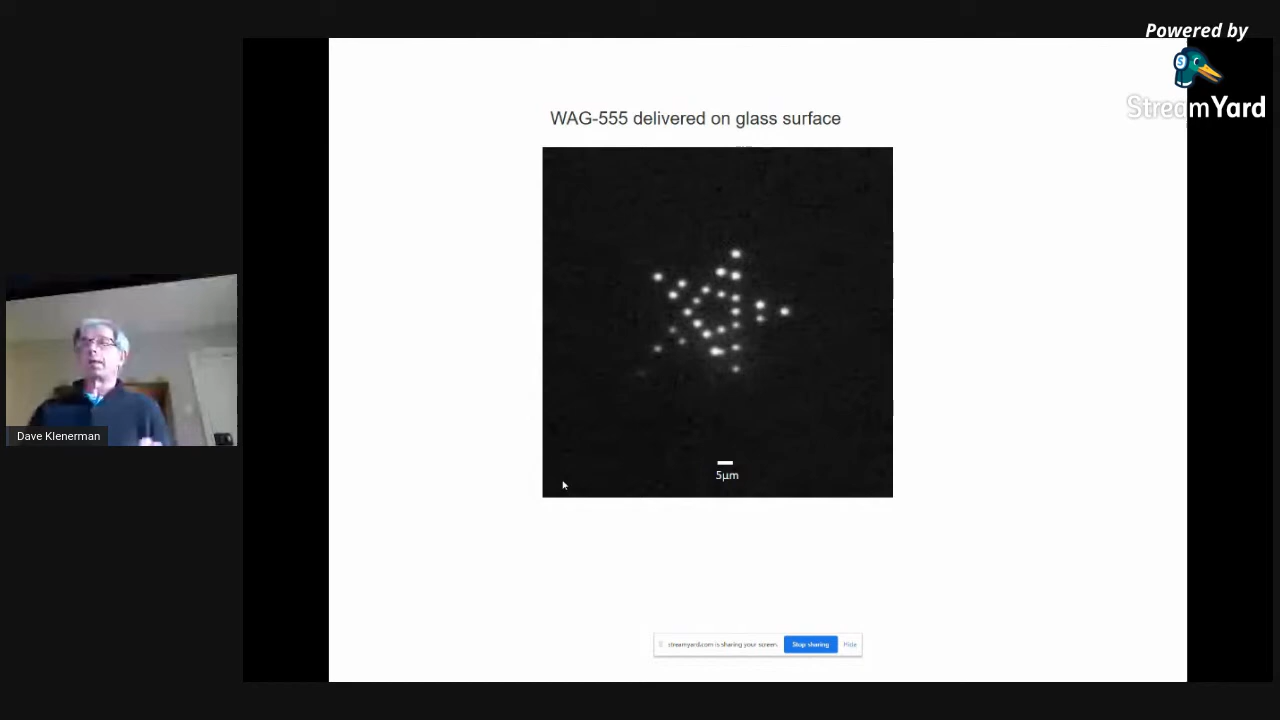 Powered by
StreamYard
WAG-555 delivered on glass surface
5µm
Dave Klenerman
streamyard.com is sharing your screen.
Stop sharing
Hide